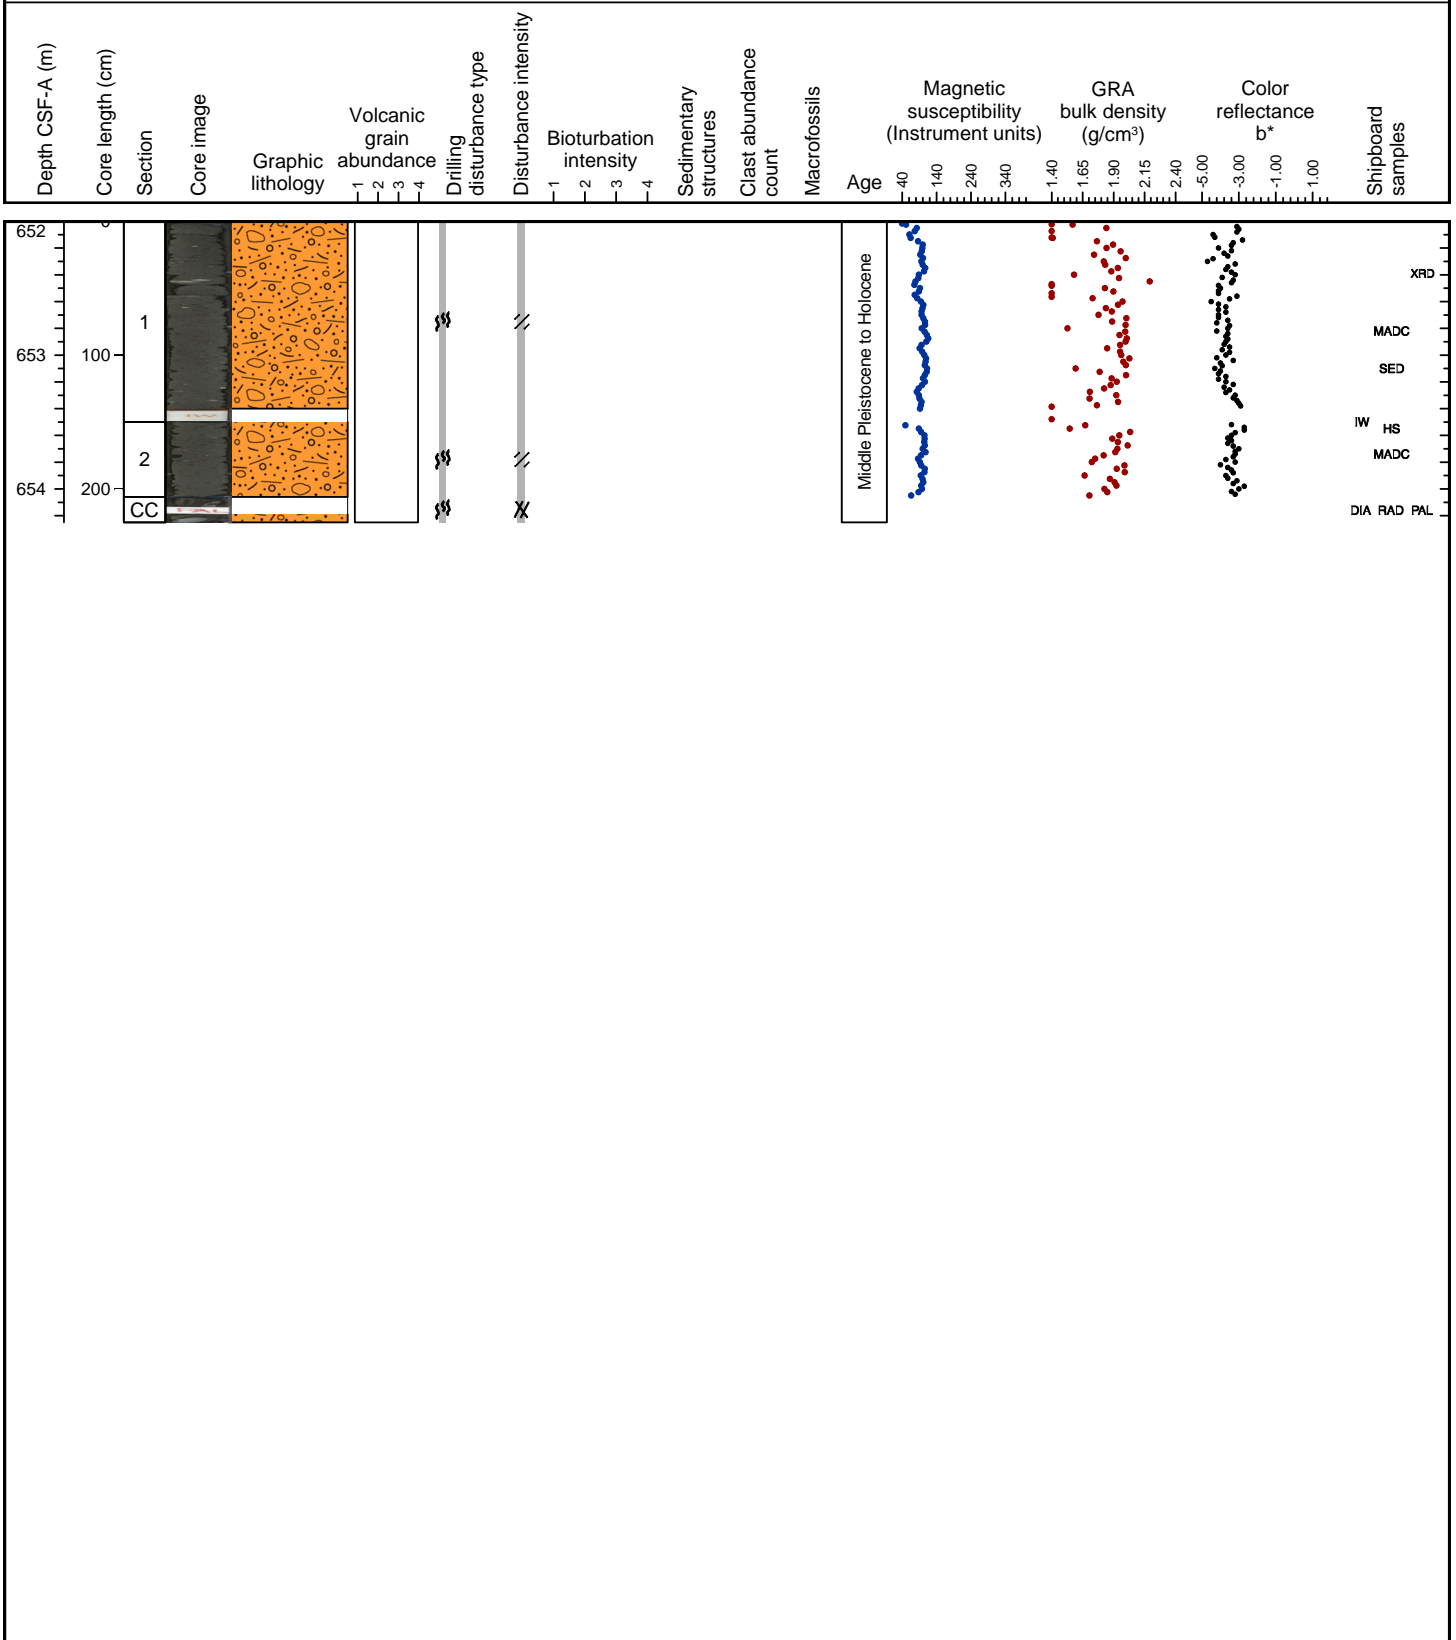 Depth CSF-A (m)
Core length (cm)
Section
Core image
Graphic
lithology
Volcanic
grain
abundance
1 2 3 4
Drilling
disturbance type
Disturbance intensity
Bioturbation
intensity
1 2 3 4
Sedimentary
structures
Clast abundance
count
Macrofossils
Age
Magnetic
susceptibility
(Instrument units)
40 140 240 340
GRA
bulk density
(g/cm³)
1.40 1.65 1.90 2.15 2.40
Color
reflectance
b*
-5.00 -3.00 -1.00 1.00
Shipboard
samples
652
653
654
0
100
200
1
2
CC
IW
PAL
Middle Pleistocene to Holocene
XRD
MADC
SED
IW HS
MADC
DIA RAD PAL